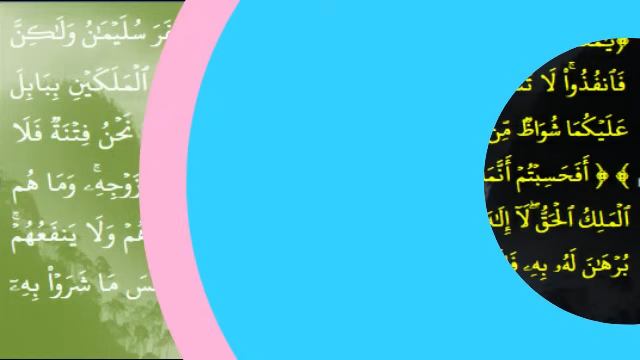 فَرَ سُلَيْمَٰنُ وَلَٰكِنَّ
ٱلْمَلَكَيْنِ بِبَابِلَ
نَحْنُ فِتْنَةٌ فَلَا
وَزَوْجِهِۦ ۚ وَمَا هُم
هُمْ وَلَا يَنفَعُهُمْ ۚ
سَ مَا شَرَوْا۟ بِهِۦٓ
فَٱنفُذُوا۟ ۚ لَا
عَلَيْكُمَا شُوَاظٌ مِّن
﴾ ﴿ أَفَحَسِبْتُمْ أَنَّمَا
ٱلْمَلِكُ ٱلْحَقُّ ۖ لَآ إِلَٰهَ
بُرْهَٰنَ لَهُۥ بِهِۦ